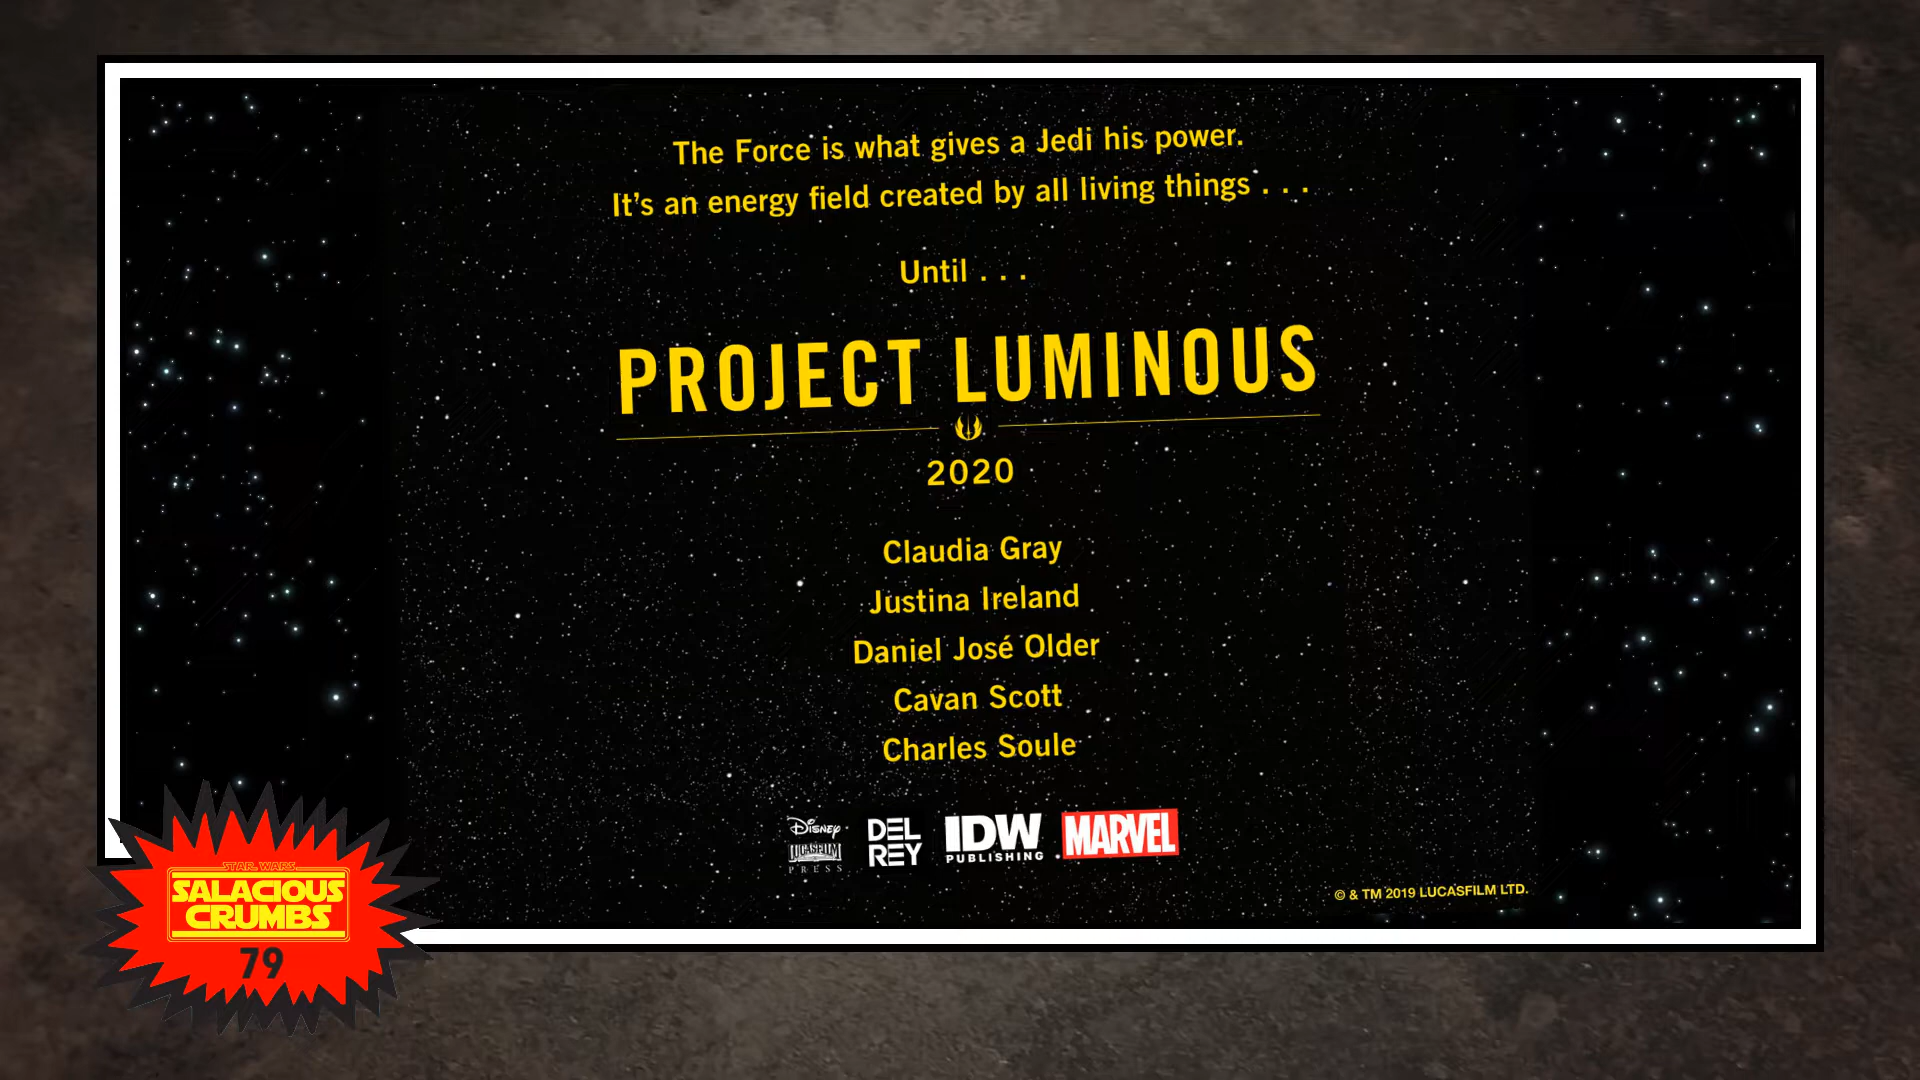 The Force is what gives a Jedi his power.
It's an energy field created by all living things . . .
Until . . .
PROJECT LUMINOUS
2020
Claudia Gray
Justina Ireland
Daniel José Older
Cavan Scott
Charles Soule
DISNEY
LUCASFILM
PRESS
DEL
REY
IDW
PUBLISHING
MARVEL
© & TM 2019 LUCASFILM LTD.
STAR WARS
SALACIOUS
CRUMBS
79